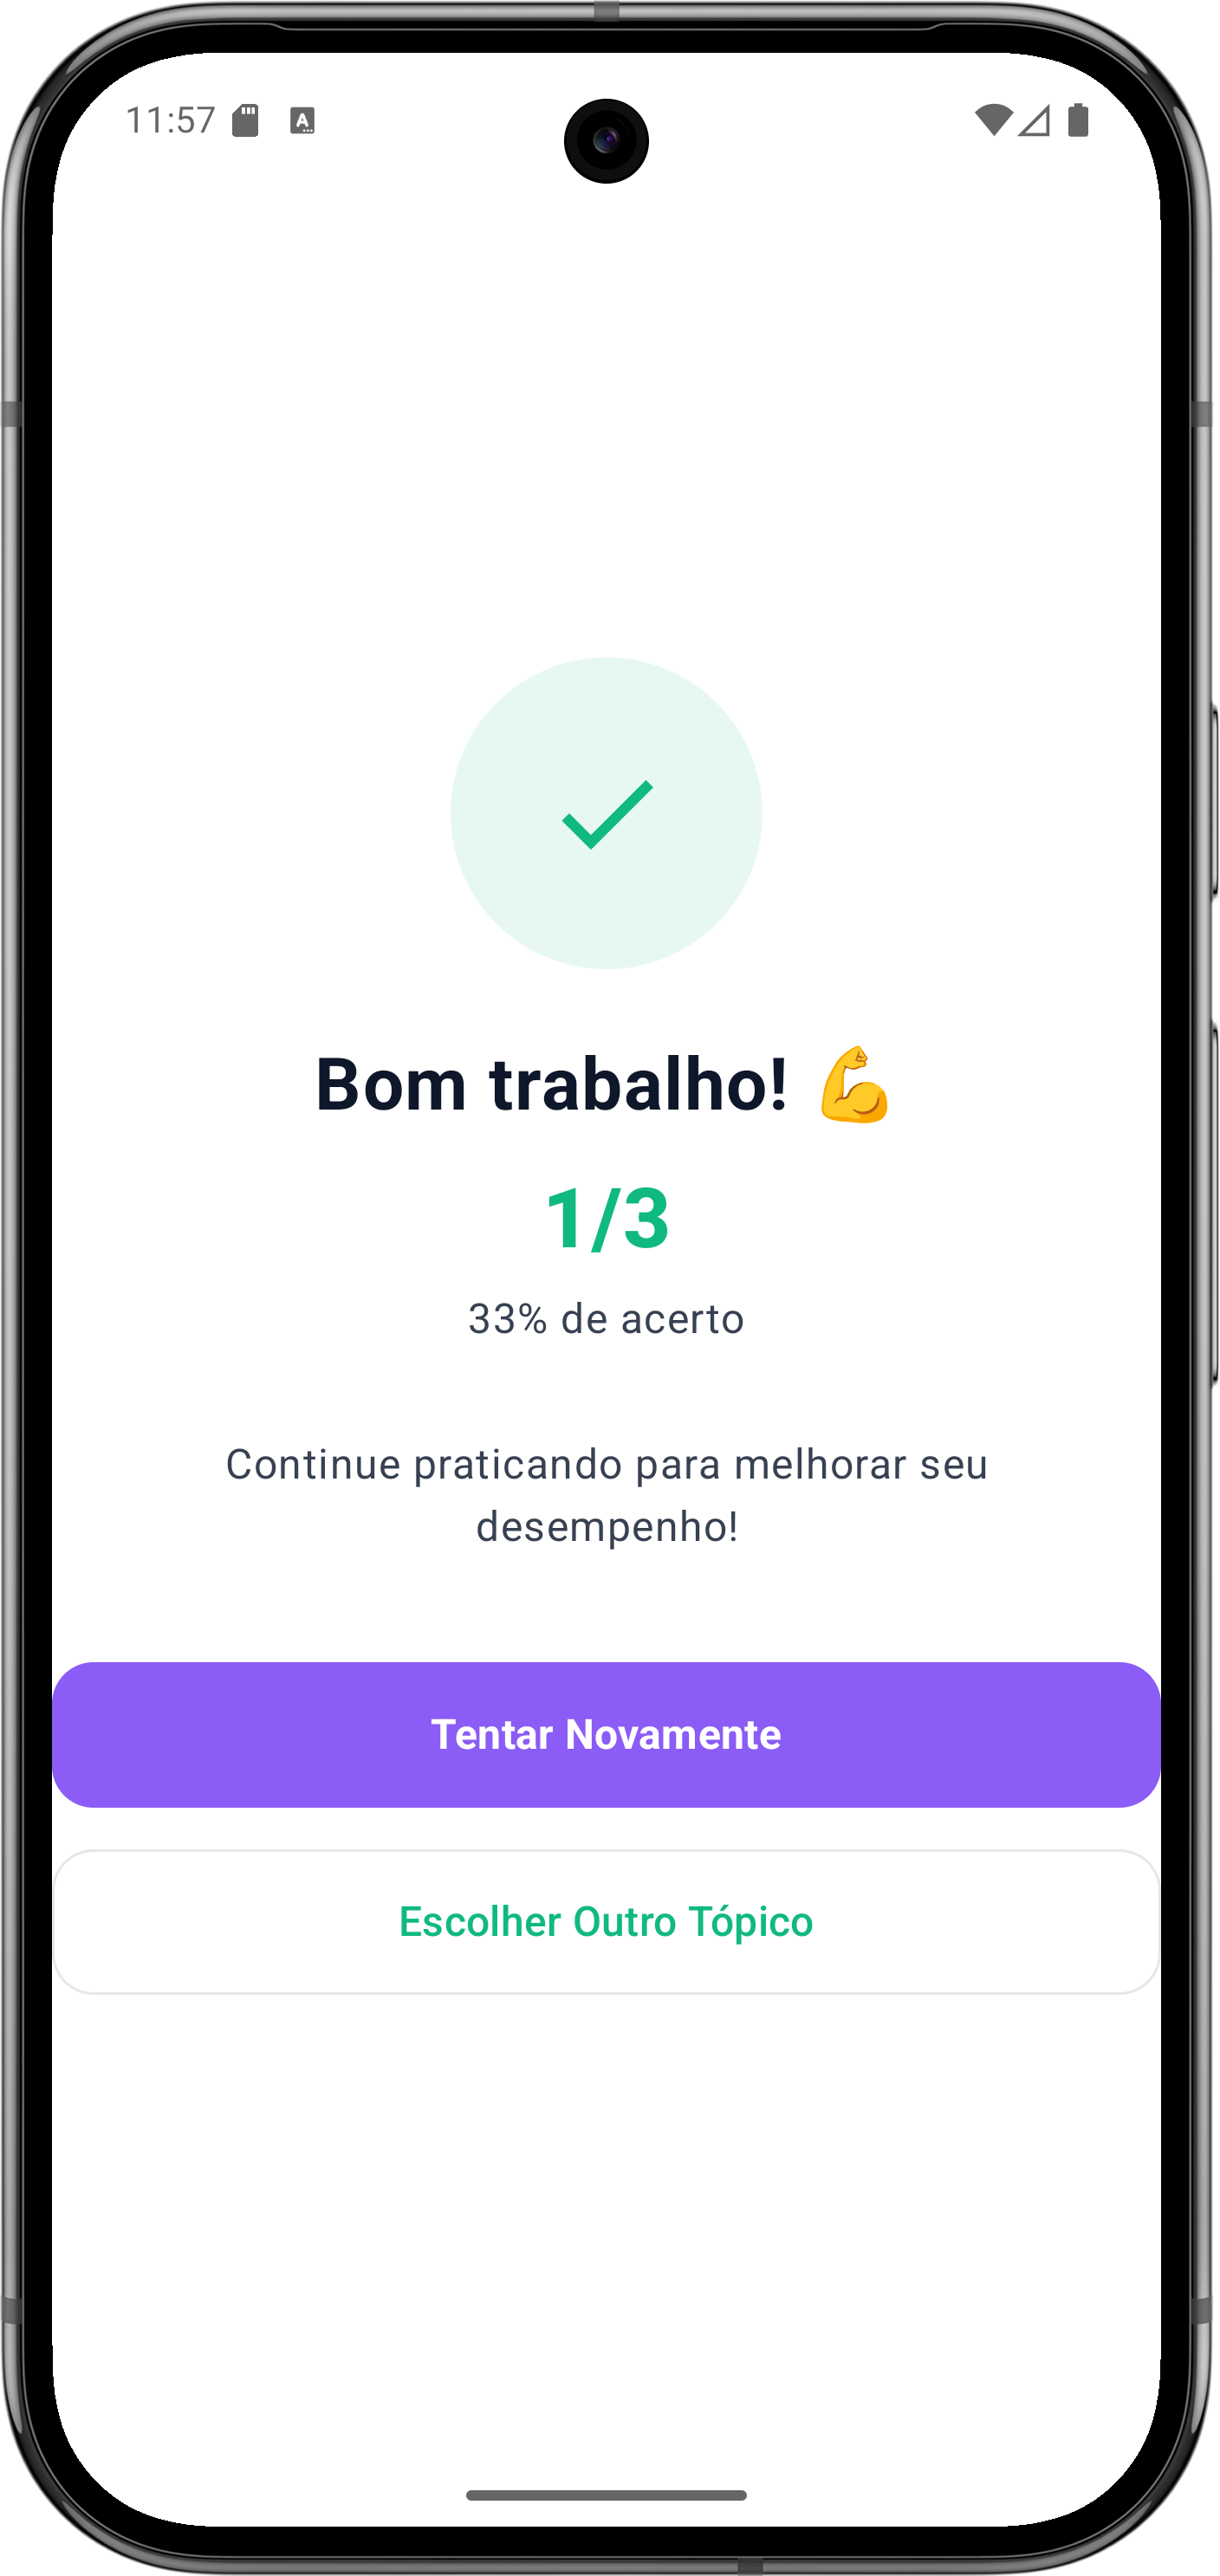 11:57
Bom trabalho! 💪
1/3
33% de acerto
Continue praticando para melhorar seu
desempenho!
Tentar Novamente
Escolher Outro Tópico